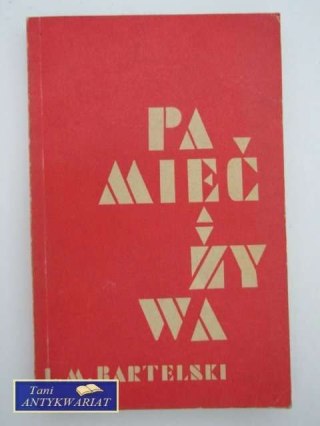 PA
MIĘĆ
ŻY
WA
M. BARTELSKI
Tani
ANTYKWARIAT